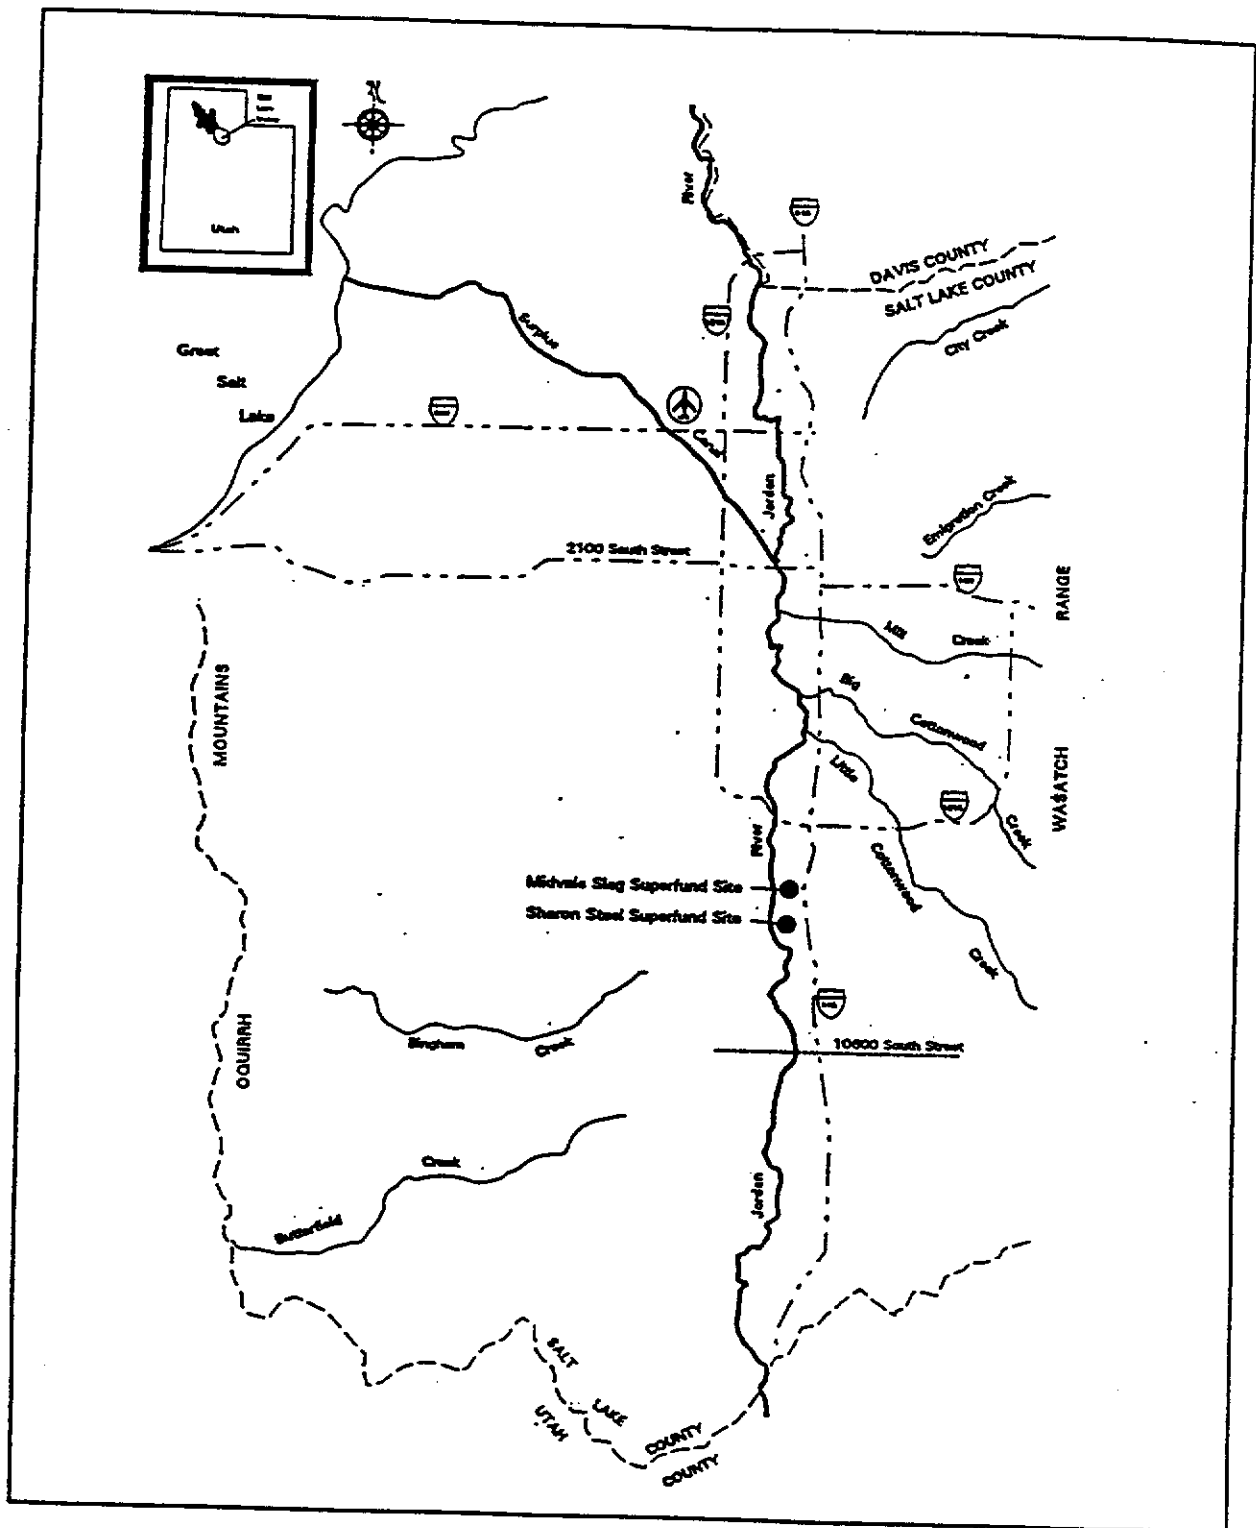 Utah
N
River
DAVIS COUNTY
SALT LAKE COUNTY
City Creek
Surplus
Great
Salt
Lake
Canal
Jordan
Emigration Creek
2100 South Street
RANGE
Mill
Creek
MOUNTAINS
Big
Cottonwood
Creek
Little
Cottonwood
Creek
WASATCH
River
Midvale Slag Superfund Site
Sharon Steel Superfund Site
OQUIRRH
Bingham
Creek
10600 South Street
Creek
Butterfield
Jordan
SALT
LAKE
COUNTY
UTAH
COUNTY